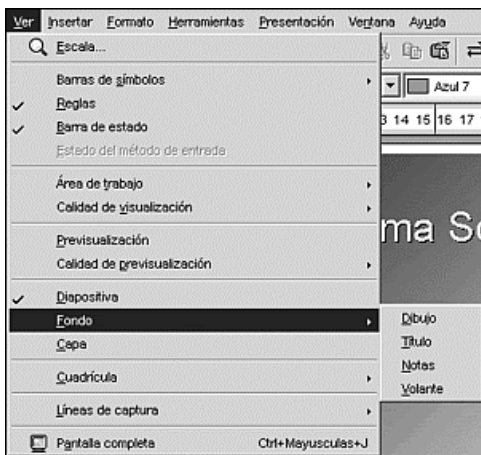 Ver Insertar Formato Herramientas Presentación Ventana Ayuda
Escala...
Barras de símbolos
Azul 7
Reglas
3 14 15 16 17
Barra de estado
Estado del método de entrada
Área de trabajo
Calidad de visualización
ma So
Previsualización
Calidad de previsualización
Diapositiva
Fondo
Dibujo
Título
Notas
Volante
Capa
Cuadrícula
Líneas de captura
Pantalla completa Ctrl+Mayusculas+J